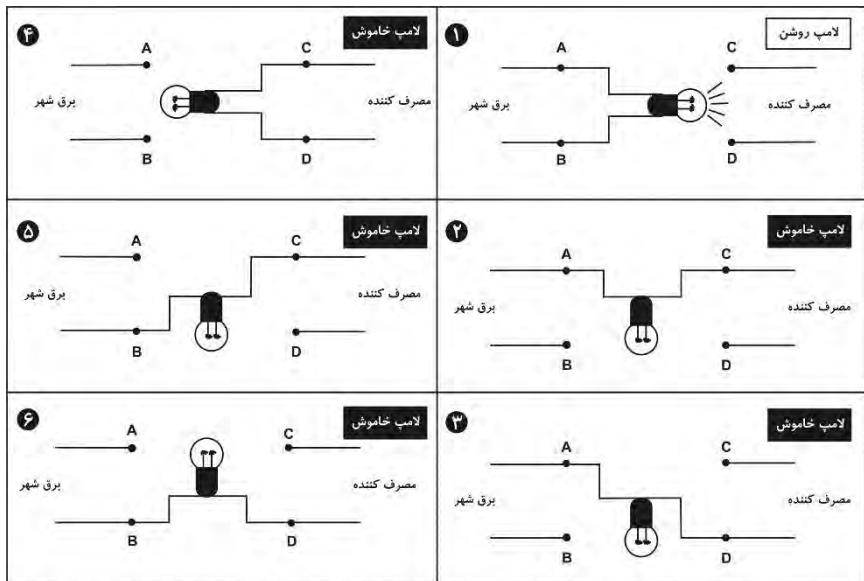 ۱
لامپ روشن
A
C
برق شهر
مصرف کننده
B
D
۲
لامپ خاموش
A
C
برق شهر
مصرف کننده
B
D
۳
لامپ خاموش
A
C
برق شهر
مصرف کننده
B
D
۴
لامپ خاموش
A
C
برق شهر
مصرف کننده
B
D
۵
لامپ خاموش
A
C
برق شهر
مصرف کننده
B
D
۶
لامپ خاموش
A
C
برق شهر
مصرف کننده
B
D